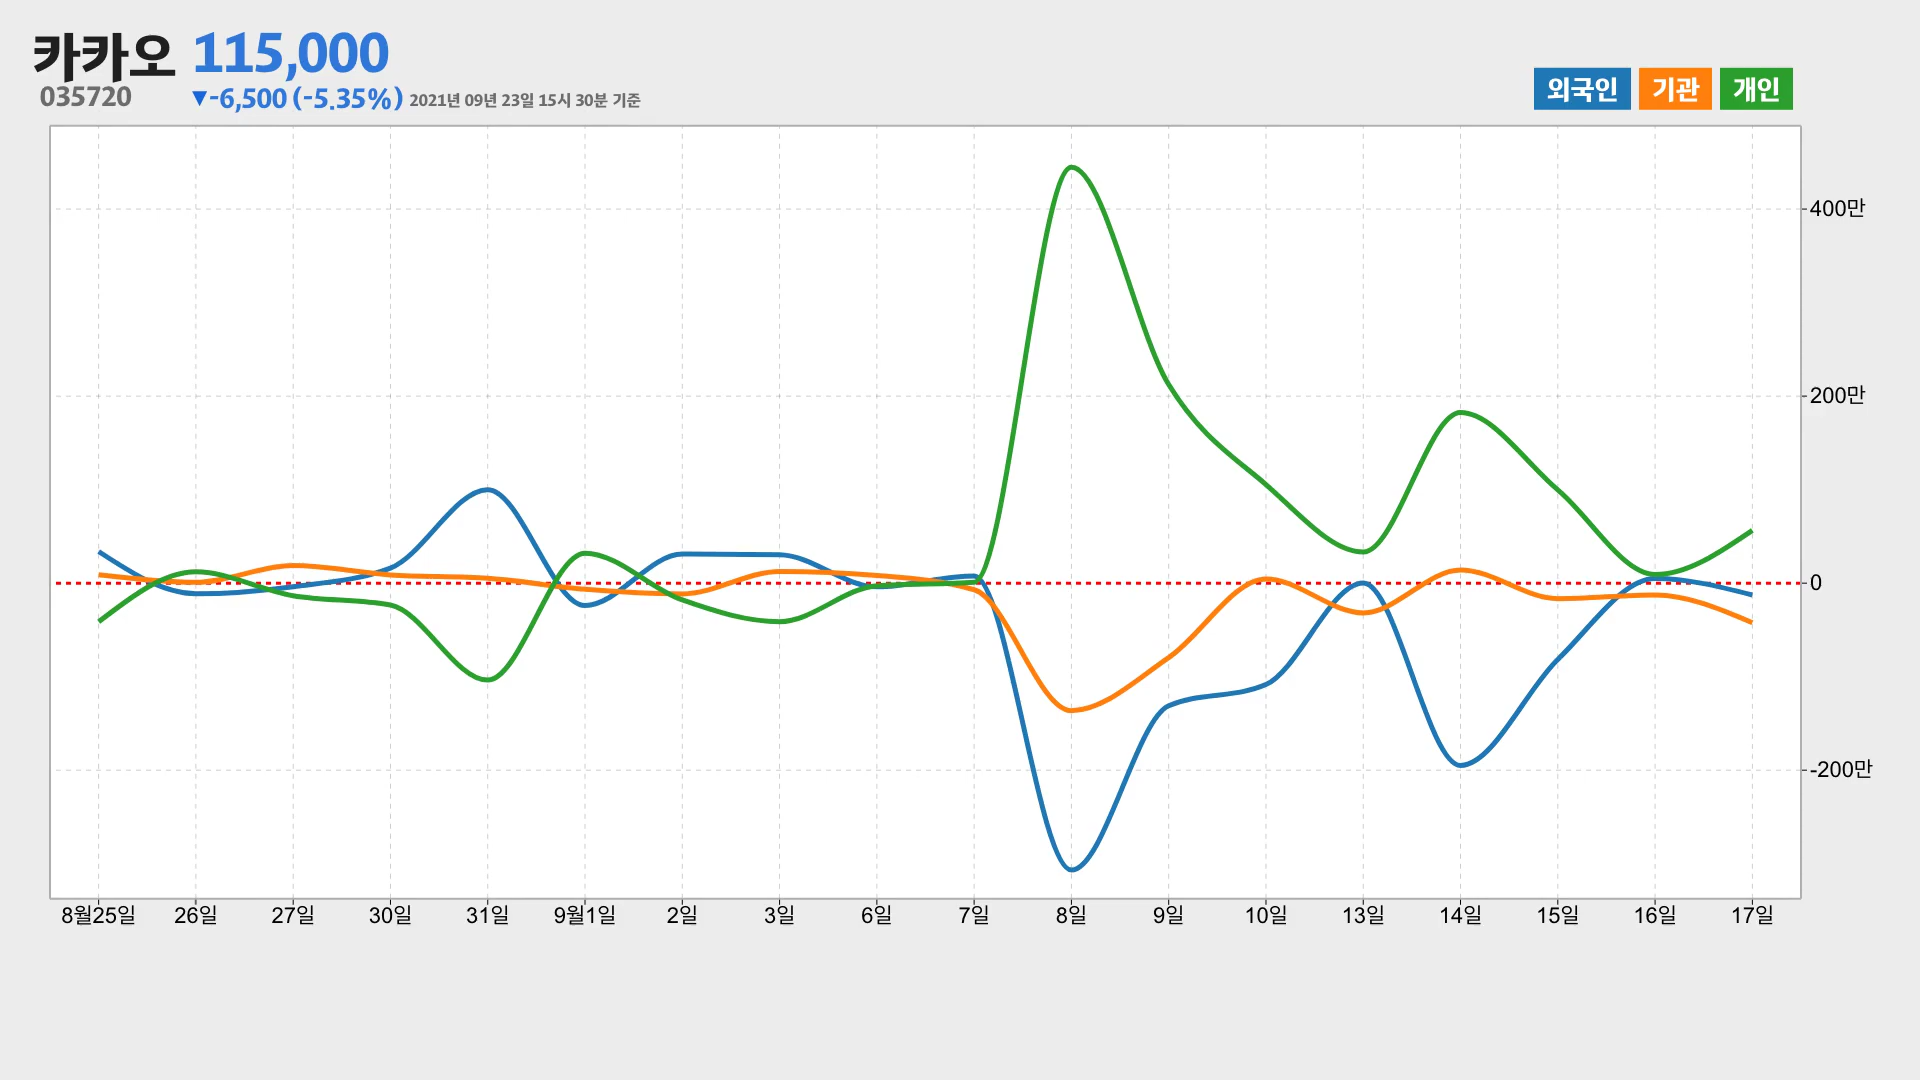 카카오 115,000
035720 ▼-6,500 (-5.35%) 2021년 09년 23일 15시 30분 기준
외국인 기관 개인
400만
200만
0
-200만
8월25일 26일 27일 30일 31일 9월1일 2일 3일 6일 7일 8일 9일 10일 13일 14일 15일 16일 17일